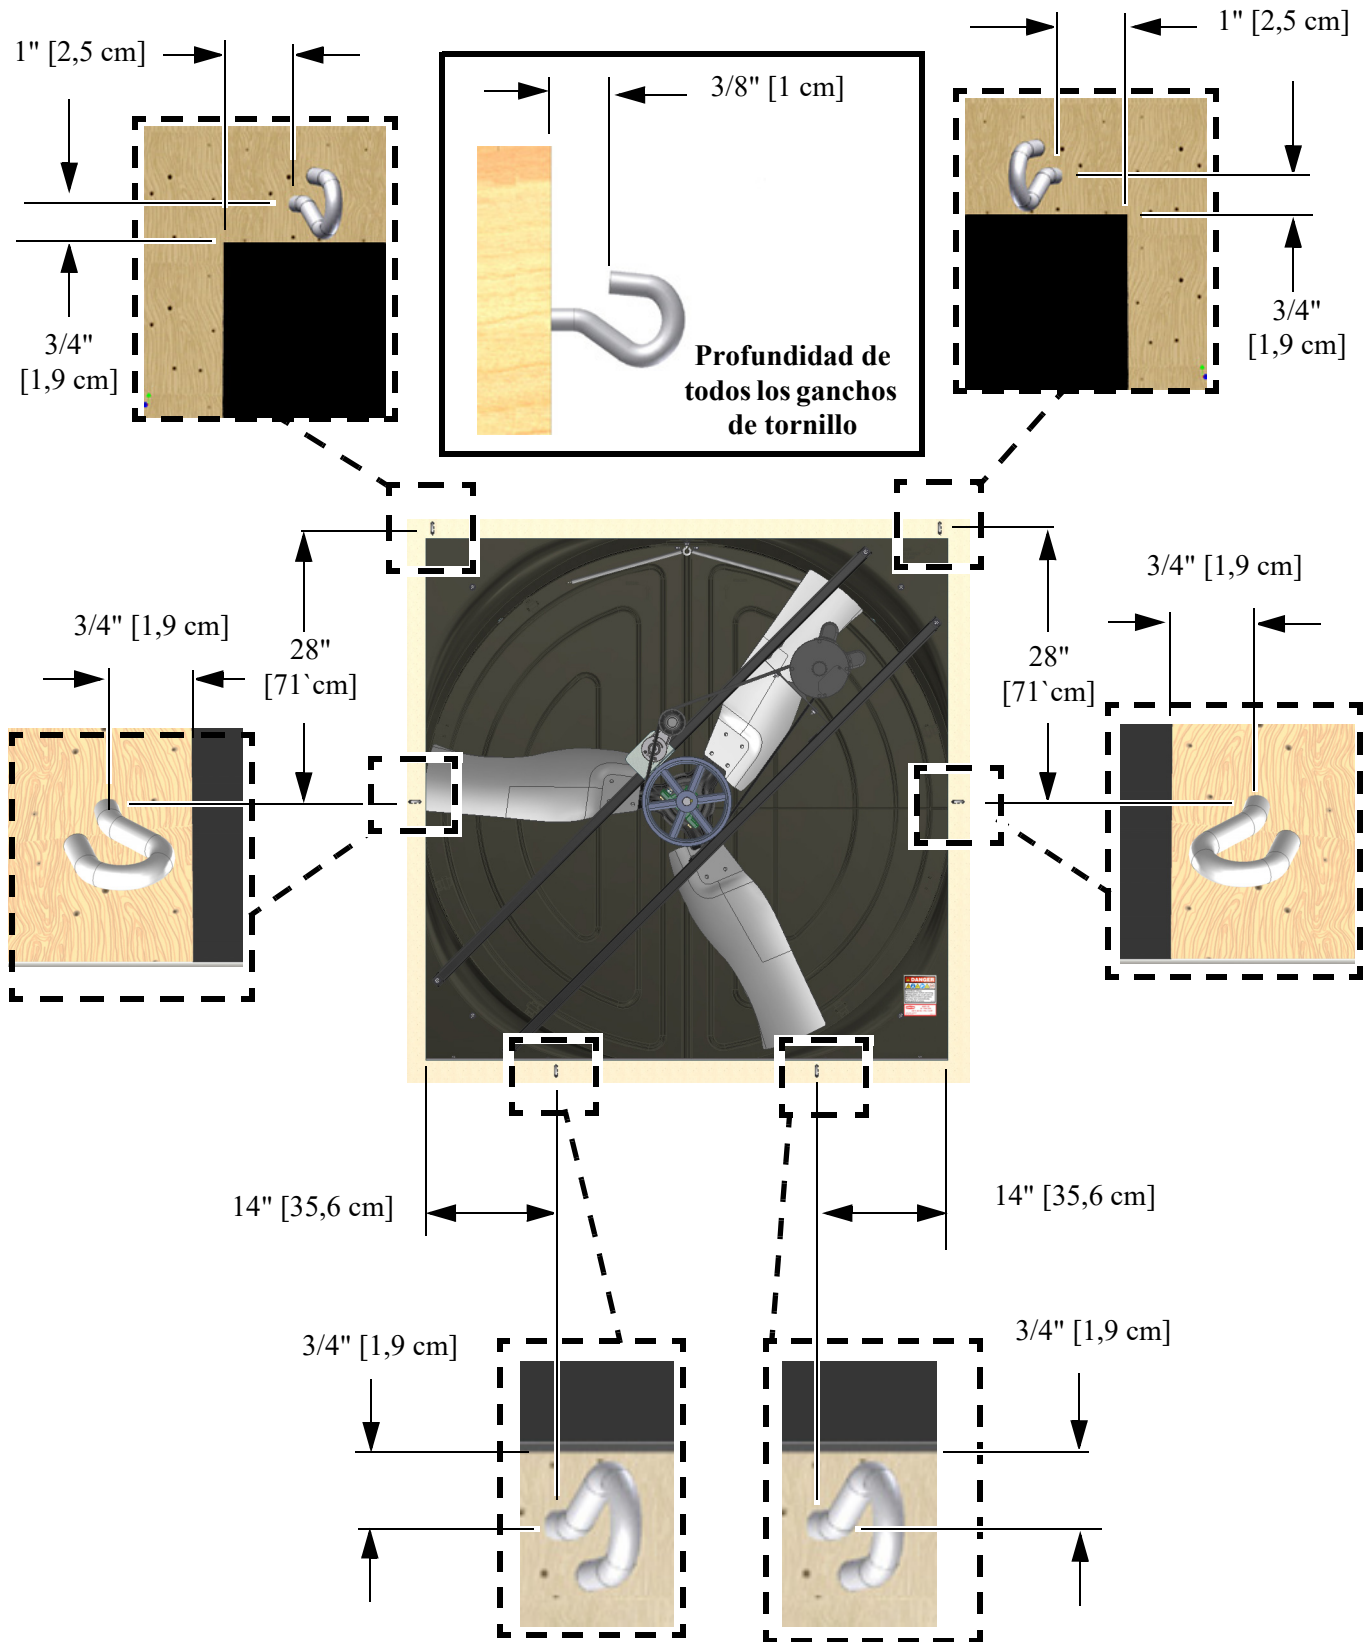 1" [2,5 cm]
3/8" [1 cm]
1" [2,5 cm]
3/4"
[1,9 cm]
3/4"
[1,9 cm]
Profundidad de
todos los ganchos
de tornillo
3/4" [1,9 cm]
3/4" [1,9 cm]
28"
[71`cm]
28"
[71`cm]
DANGER
14" [35,6 cm]
14" [35,6 cm]
3/4" [1,9 cm]
3/4" [1,9 cm]